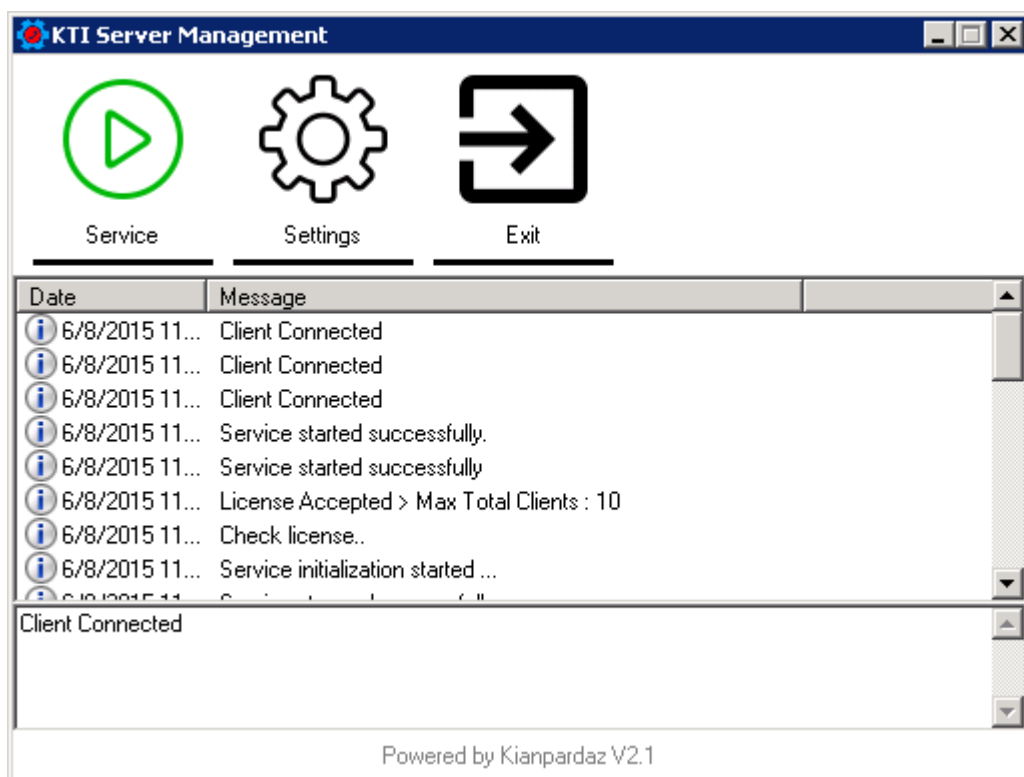 KTI Server Management
Service Settings Exit
Date Message
6/8/2015 11... Client Connected
6/8/2015 11... Client Connected
6/8/2015 11... Client Connected
6/8/2015 11... Service started successfully.
6/8/2015 11... Service started successfully
6/8/2015 11... License Accepted > Max Total Clients : 10
6/8/2015 11... Check license..
6/8/2015 11... Service initialization started ...
Client Connected
Powered by Kianpardaz V2.1